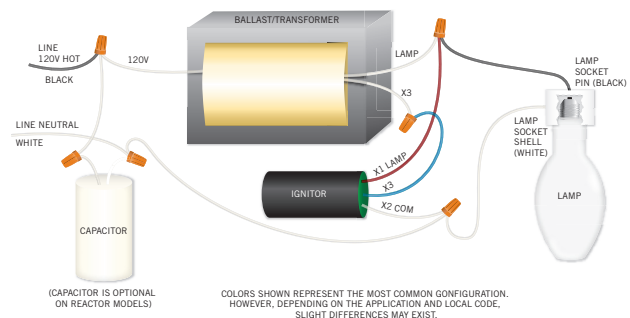 BALLAST/TRANSFORMER
LINE
120V HOT
BLACK
120V
LAMP
X3
LAMP
SOCKET
PIN (BLACK)
LINE NEUTRAL
WHITE
LAMP
SOCKET
SHELL
(WHITE)
X1 LAMP
X3
X2 COM
IGNITOR
LAMP
CAPACITOR
(CAPACITOR IS OPTIONAL
ON REACTOR MODELS)
COLORS SHOWN REPRESENT THE MOST COMMON GONFIGURATION.
HOWEVER, DEPENDING ON THE APPLICATION AND LOCAL CODE,
SLIGHT DIFFERENCES MAY EXIST.